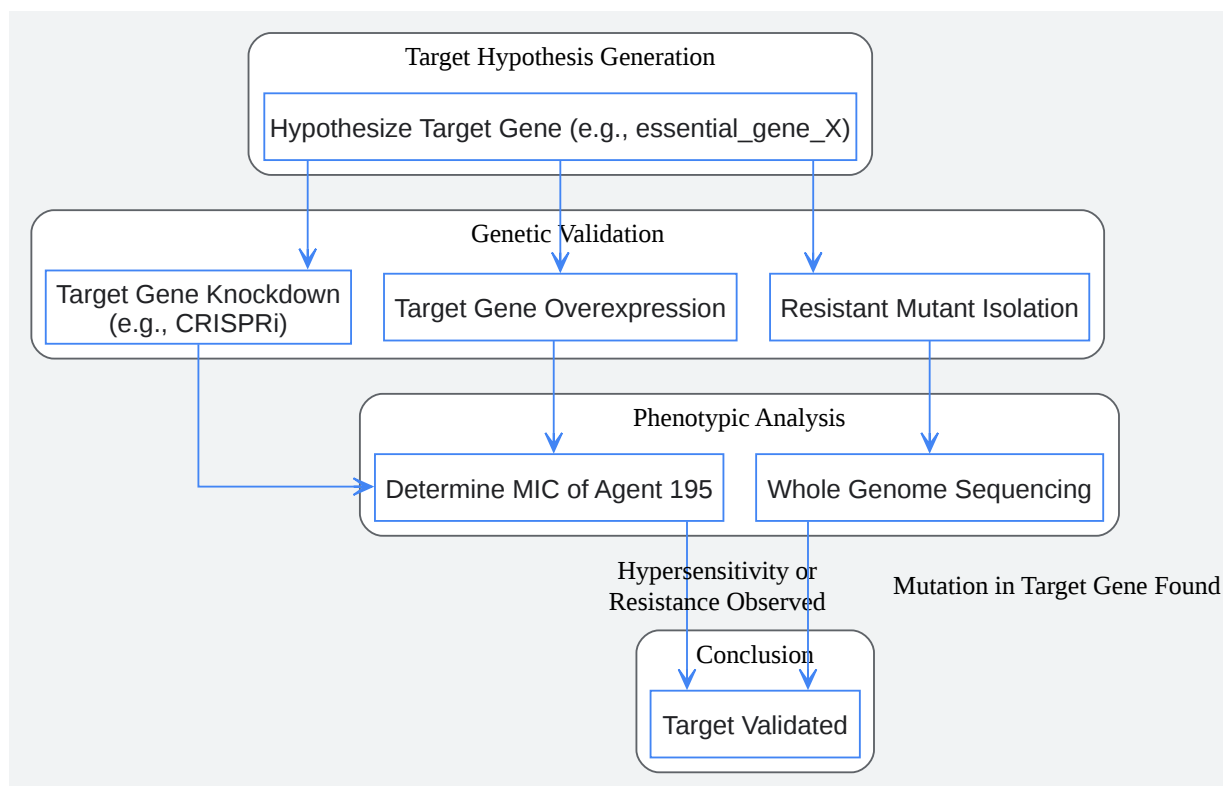 Target Hypothesis Generation
Hypothesize Target Gene (e.g., essential_gene_X)
Genetic Validation
Target Gene Knockdown
(e.g., CRISPRi)
Target Gene Overexpression
Resistant Mutant Isolation
Phenotypic Analysis
Determine MIC of Agent 195
Whole Genome Sequencing
Hypersensitivity or
Resistance Observed
Mutation in Target Gene Found
Conclusion
Target Validated